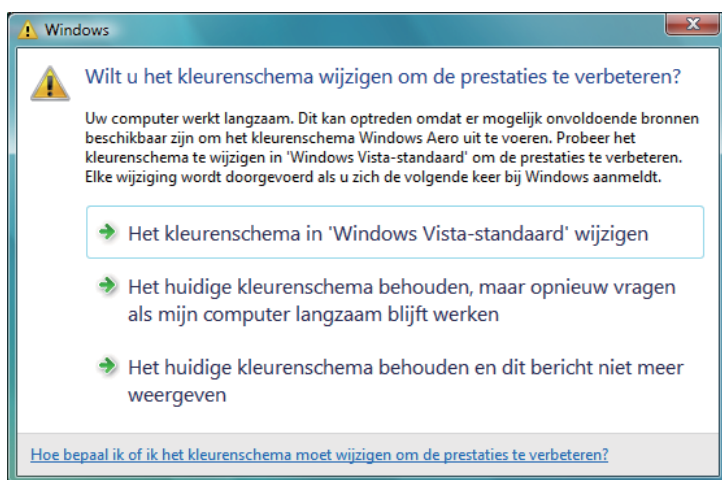 Windows
Wilt u het kleurenschema wijzigen om de prestaties te verbeteren?
Uw computer werkt langzaam. Dit kan optreden omdat er mogelijk onvoldoende bronnen
beschikbaar zijn om het kleurenschema Windows Aero uit te voeren. Probeer het
kleurenschema te wijzigen in 'Windows Vista-standaard' om de prestaties te verbeteren.
Elke wijziging wordt doorgevoerd als u zich de volgende keer bij Windows aanmeldt.
Het kleurenschema in 'Windows Vista-standaard' wijzigen
Het huidige kleurenschema behouden, maar opnieuw vragen
als mijn computer langzaam blijft werken
Het huidige kleurenschema behouden en dit bericht niet meer
weergeven
Hoe bepaal ik of ik het kleurenschema moet wijzigen om de prestaties te verbeteren?